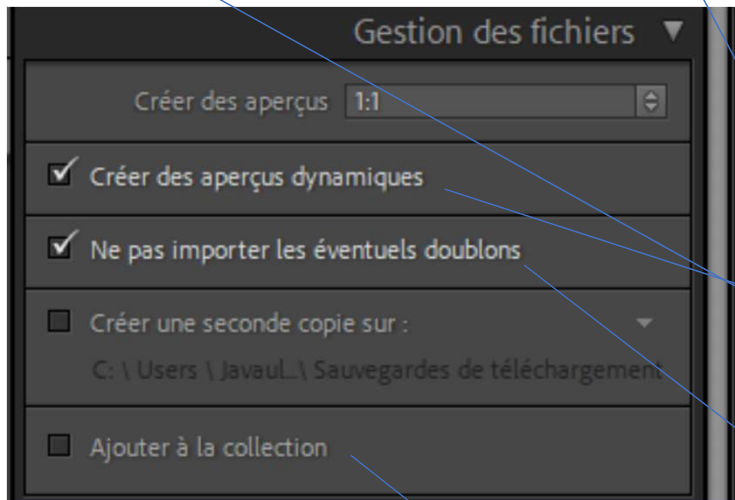 Gestion des fichiers
Créer des aperçus 1:1
Créer des aperçus dynamiques
Ne pas importer les éventuels doublons
Créer une seconde copie sur :
C: \ Users \ Javaul...\ Sauvegardes de téléchargement
Ajouter à la collection